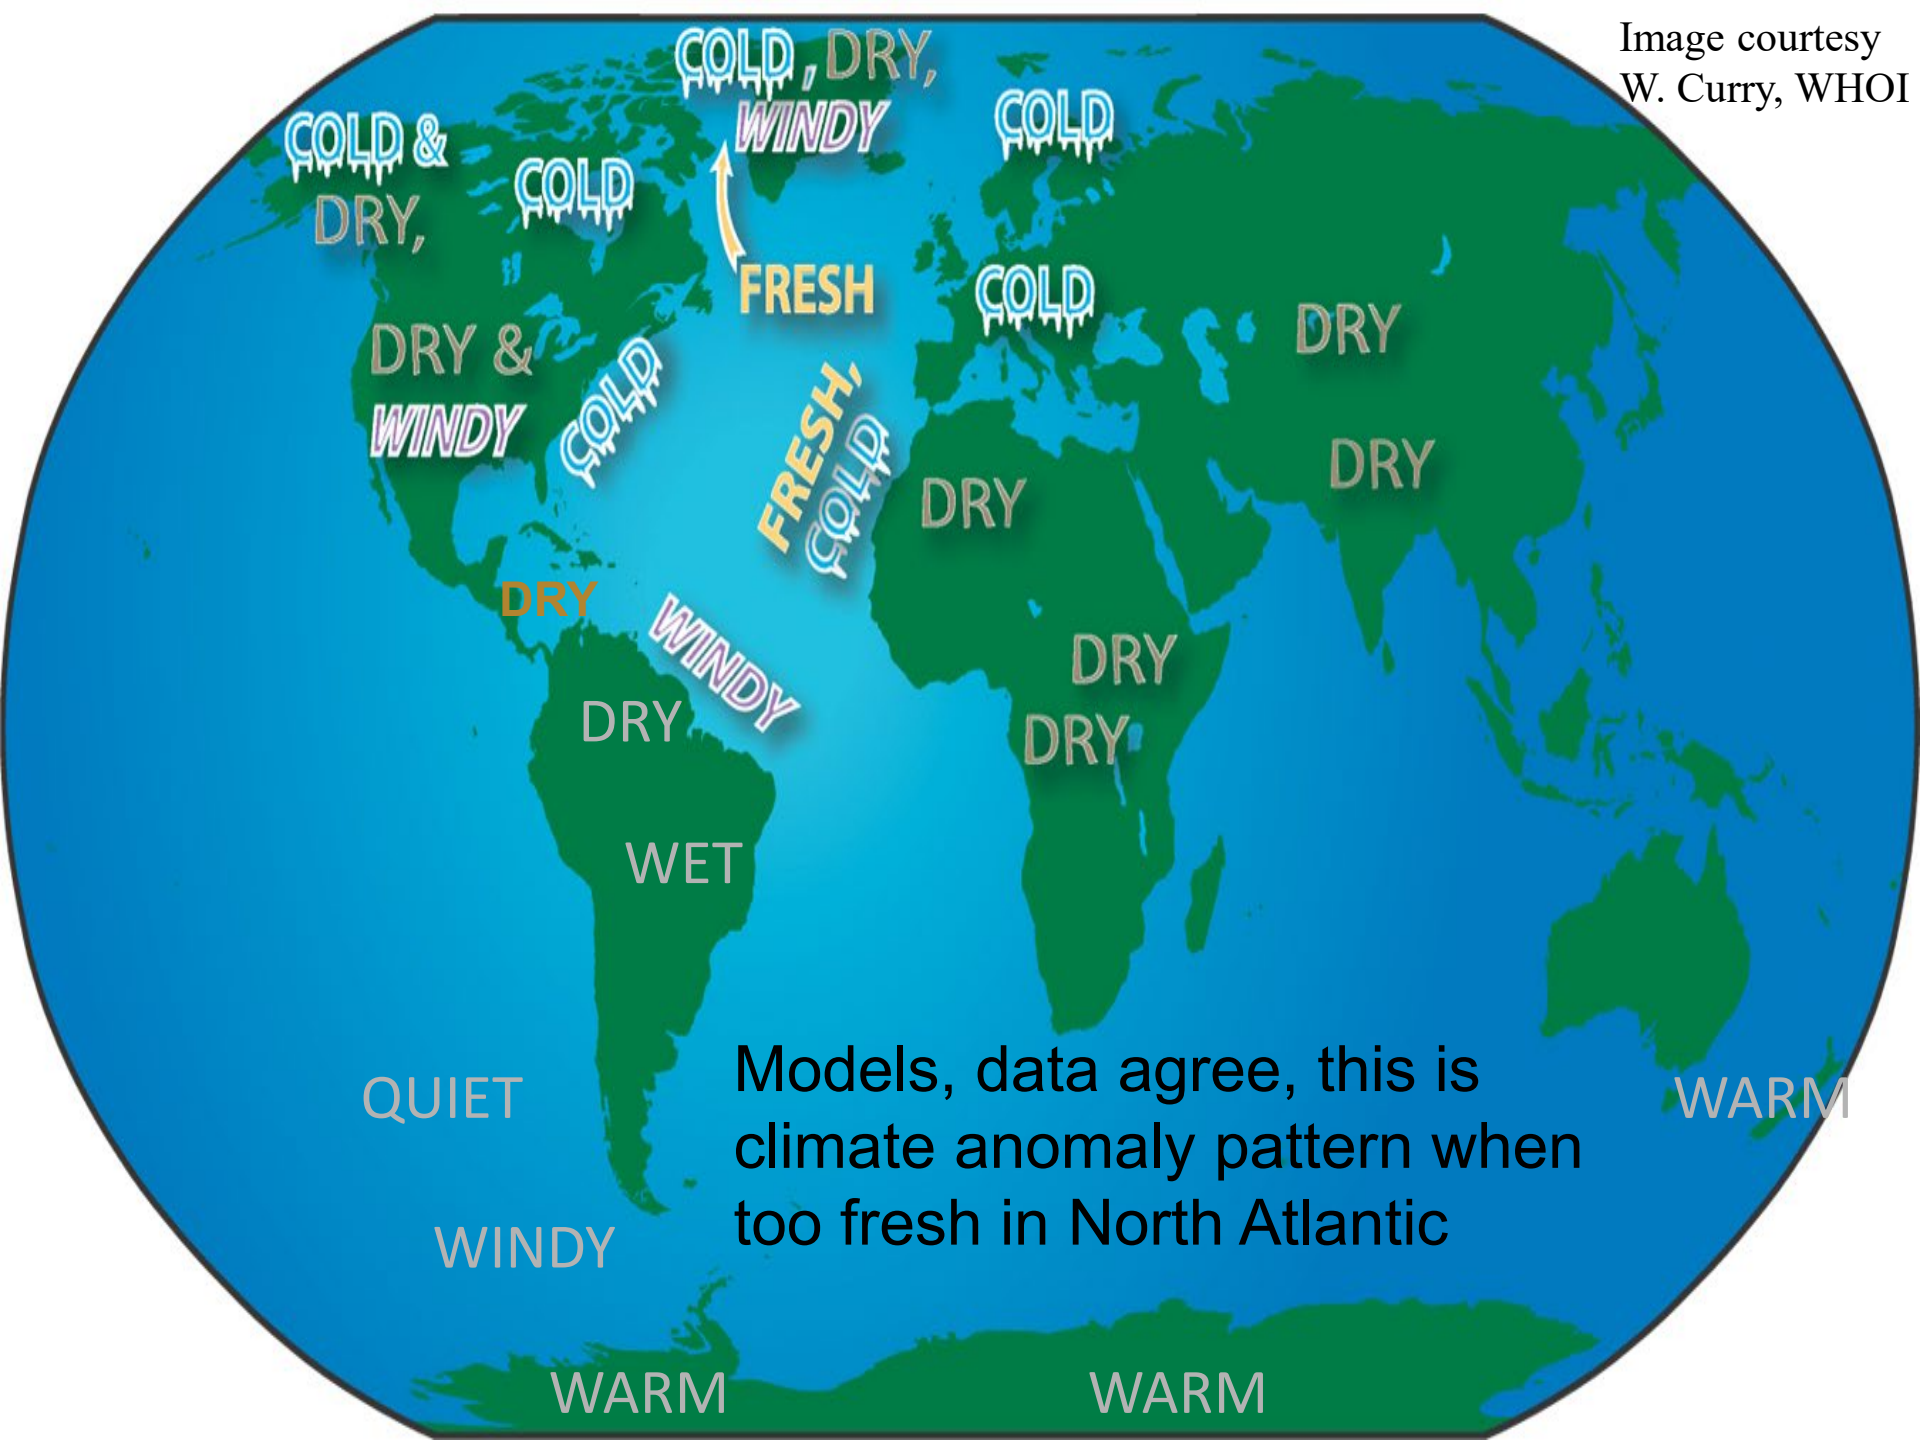 Image courtesy
W. Curry, WHOI
COLD, DRY,
WINDY
COLD &
DRY,
COLD
COLD
FRESH
COLD
DRY
DRY &
WINDY
COLD
FRESH,
COLD
DRY
DRY
DRY
WINDY
DRY
DRY
DRY
WET
QUIET
Models, data agree, this is
climate anomaly pattern when
too fresh in North Atlantic
WARM
WINDY
WARM
WARM